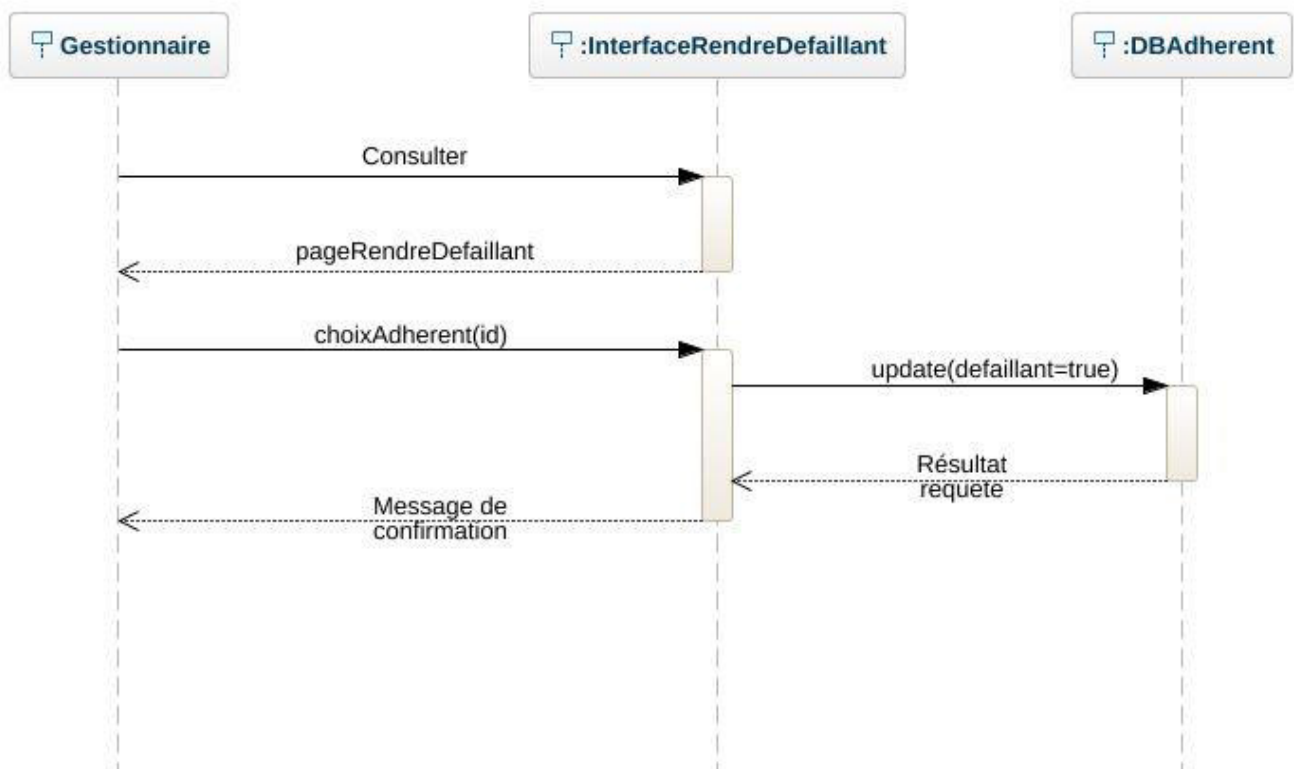 Gestionnaire
:InterfaceRendreDefaillant
:DBAdherent
Consulter
pageRendreDefaillant
choixAdherent(id)
update(defaillant=true)
Résultat
requete
Message de
confirmation